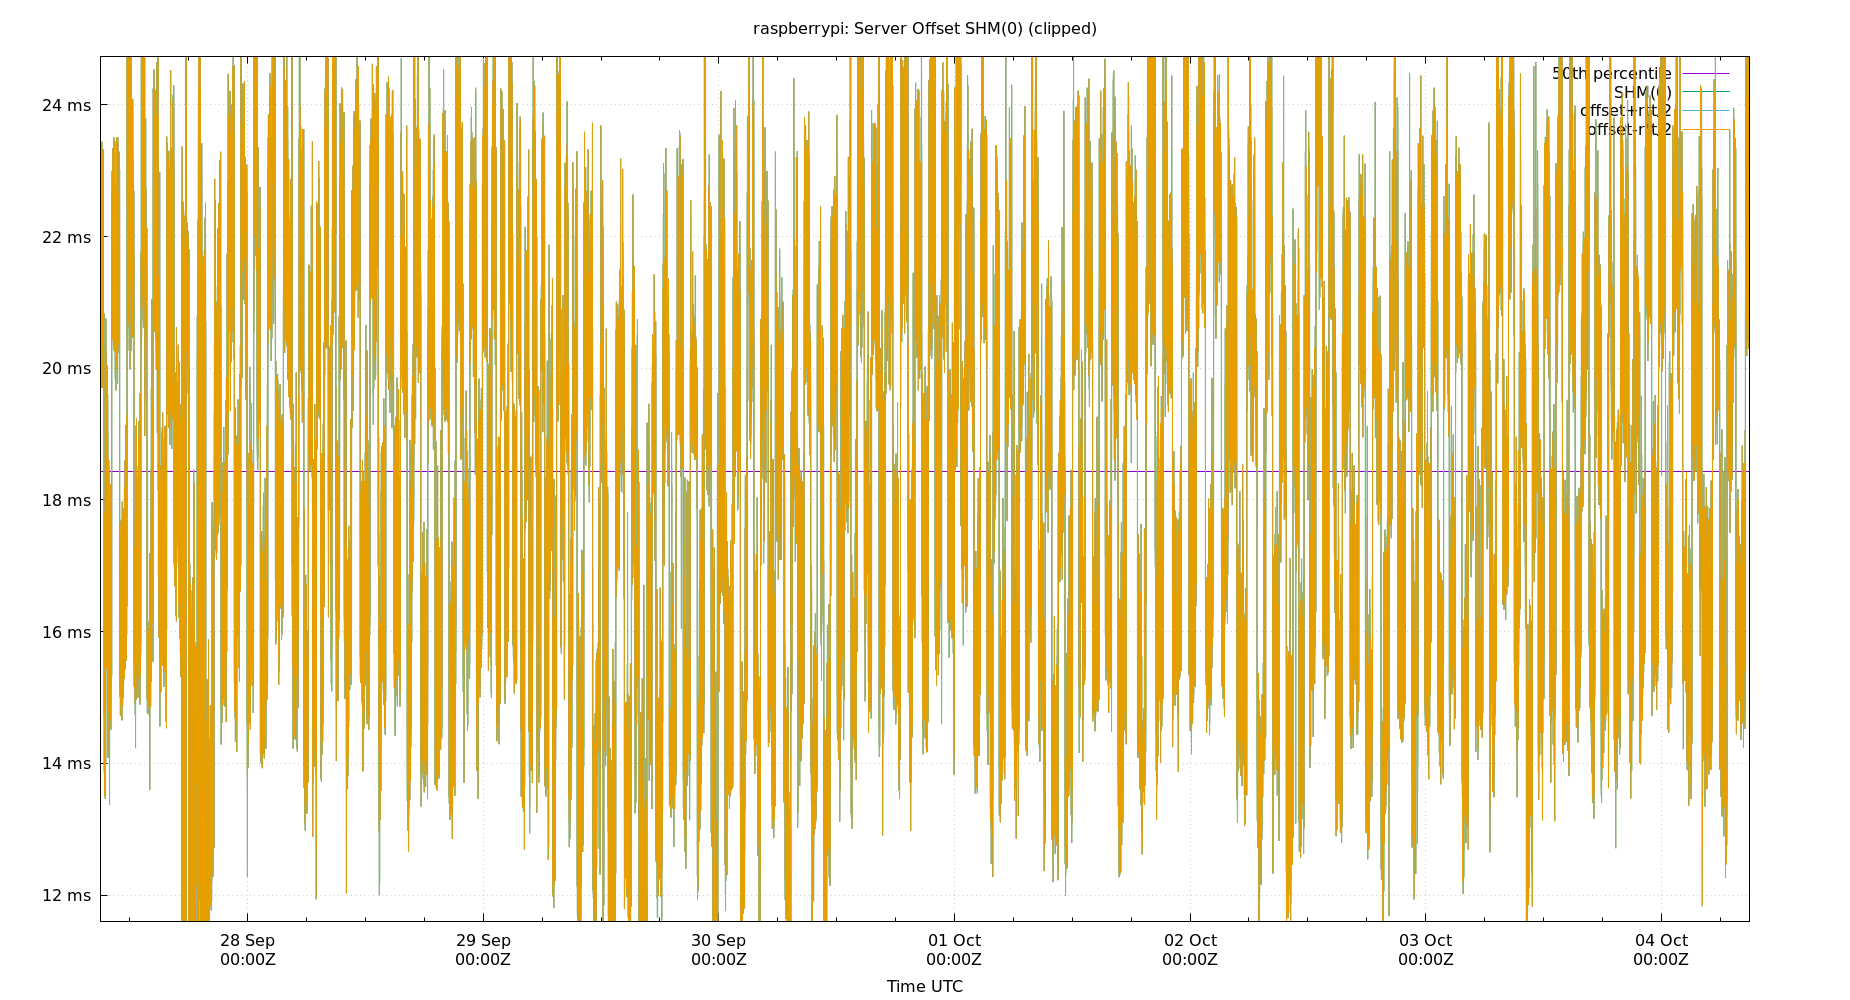 raspberrypi: Server Offset SHM(0) (clipped)
50th percentile
SHM(0)
offset+rtt/2
offset-rtt/2
24 ms
22 ms
20 ms
18 ms
16 ms
14 ms
12 ms
28 Sep
00:00Z
29 Sep
00:00Z
30 Sep
00:00Z
01 Oct
00:00Z
02 Oct
00:00Z
03 Oct
00:00Z
04 Oct
00:00Z
Time UTC